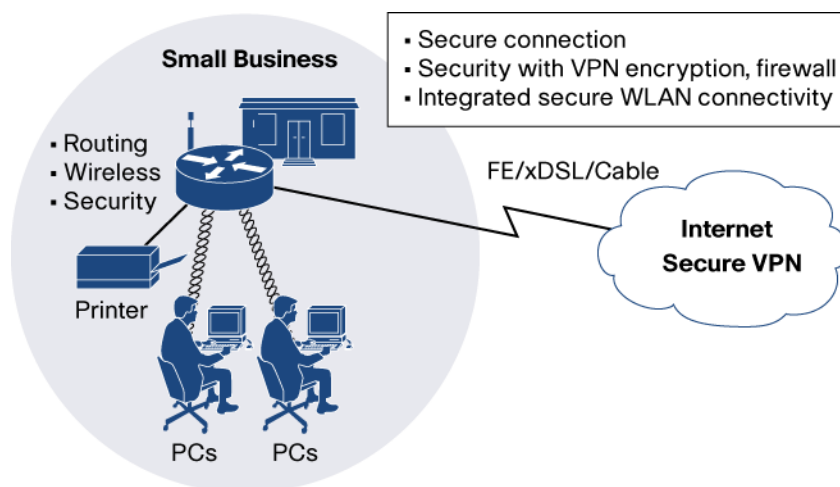 Small Business
▪ Secure connection
▪ Security with VPN encryption, firewall
▪ Integrated secure WLAN connectivity
▪ Routing
▪ Wireless
▪ Security
FE/xDSL/Cable
Internet
Secure VPN
Printer
PCs
PCs